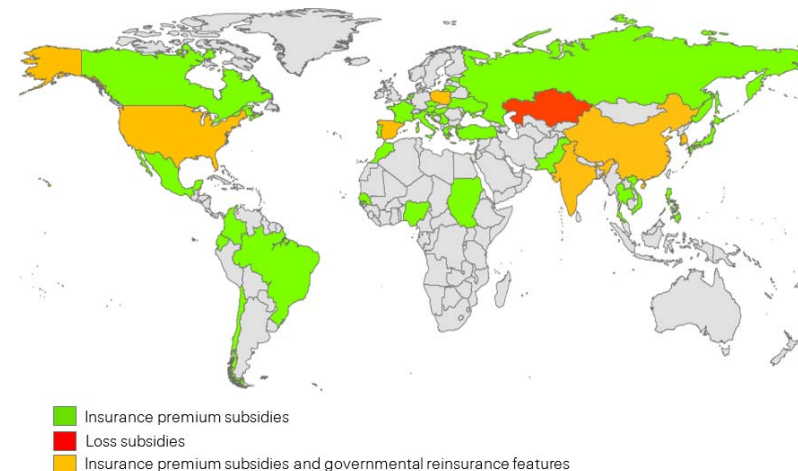 Insurance premium subsidies
Loss subsidies
Insurance premium subsidies and governmental reinsurance features